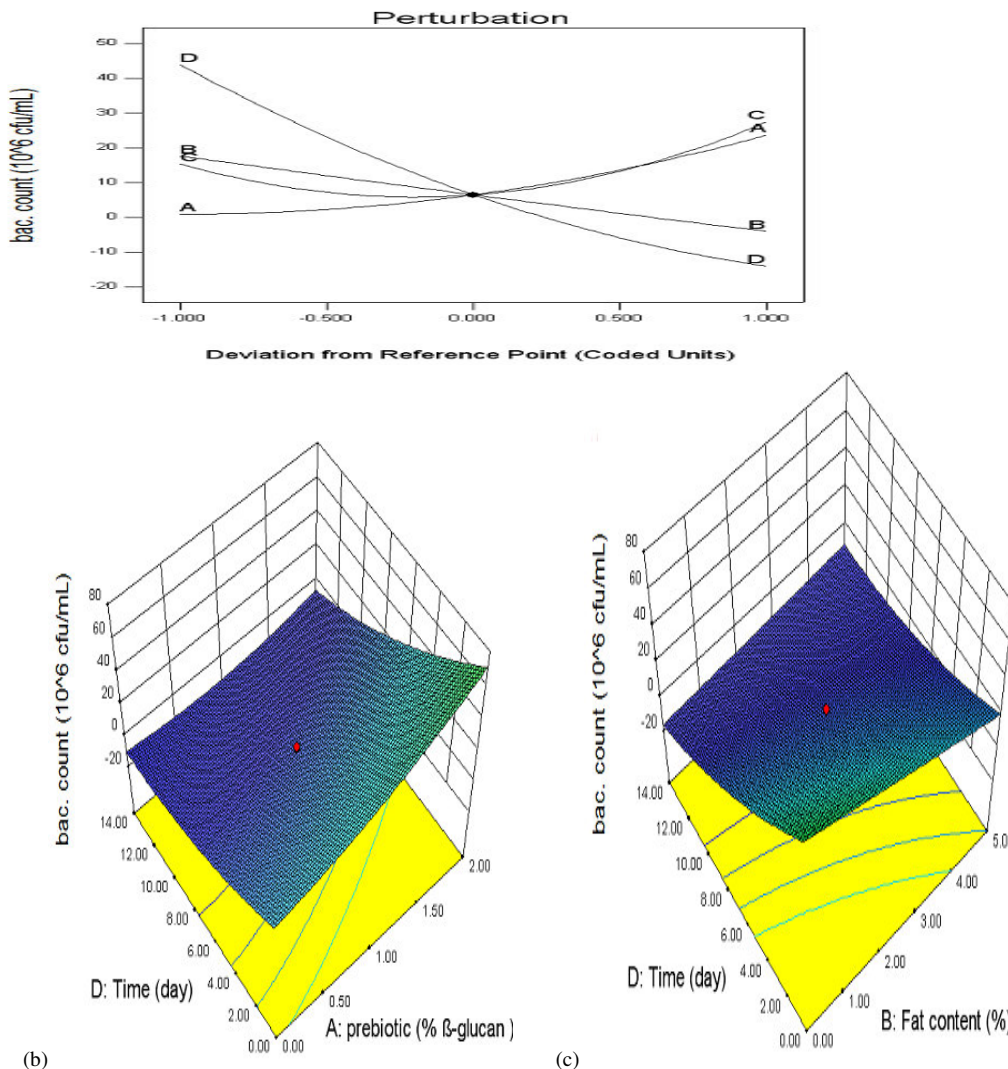 Perturbation
bac. count (10^6 cfu/mL)
50
40
30
20
10
0
-10
-20
D
B
C
A
C
A
B
D
-1.000
-0.500
0.000
0.500
1.000
Deviation from Reference Point (Coded Units)
bac. count (10^6 cfu/mL)
80
60
40
20
0
-20
14.00
12.00
10.00
8.00
6.00
4.00
2.00
0.00
D: Time (day)
0.00
0.50
1.00
1.50
2.00
A: prebiotic (% ß-glucan )
(b)
bac. count (10^6 cfu/mL)
80
60
40
20
0
-20
14.00
12.00
10.00
8.00
6.00
4.00
2.00
0.00
D: Time (day)
0.00
1.00
2.00
3.00
4.00
5.0
B: Fat content (%)
(c)